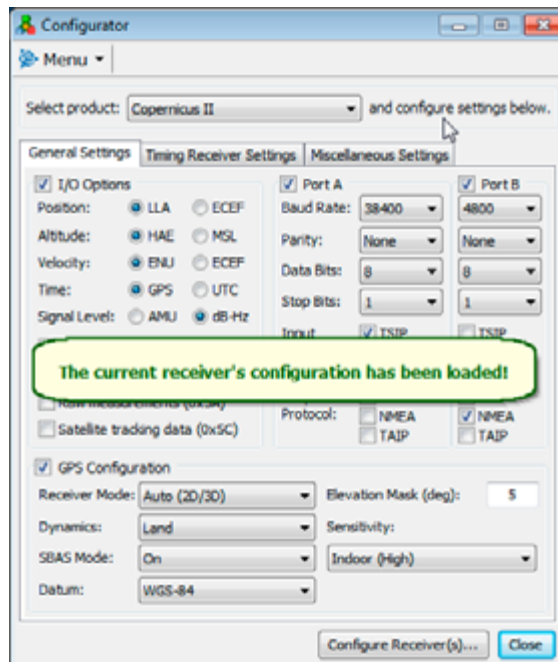 Configurator
Menu
Select product: Copernicus II and configure settings below.
General Settings Timing Receiver Settings Miscellaneous Settings
I/O Options Port A Port B
Position: LLA ECEF Baud Rate: 38400 4800
Altitude: HAE MSL Parity: None None
Velocity: ENU ECEF Data Bits: 8 8
Time: GPS UTC Stop Bits: 1 1
Signal Level: AMU dB-Hz
Input TSIP TSIP
The current receiver's configuration has been loaded!
Raw measurements (0x5A) Protocol: NMEA NMEA
Satellite tracking data (0x5C) TAIP TAIP
GPS Configuration
Receiver Mode: Auto (2D/3D) Elevation Mask (deg): 5
Dynamics: Land Sensitivity:
SBAS Mode: On Indoor (High)
Datum: WGS-84
Configure Receiver(s)... Close